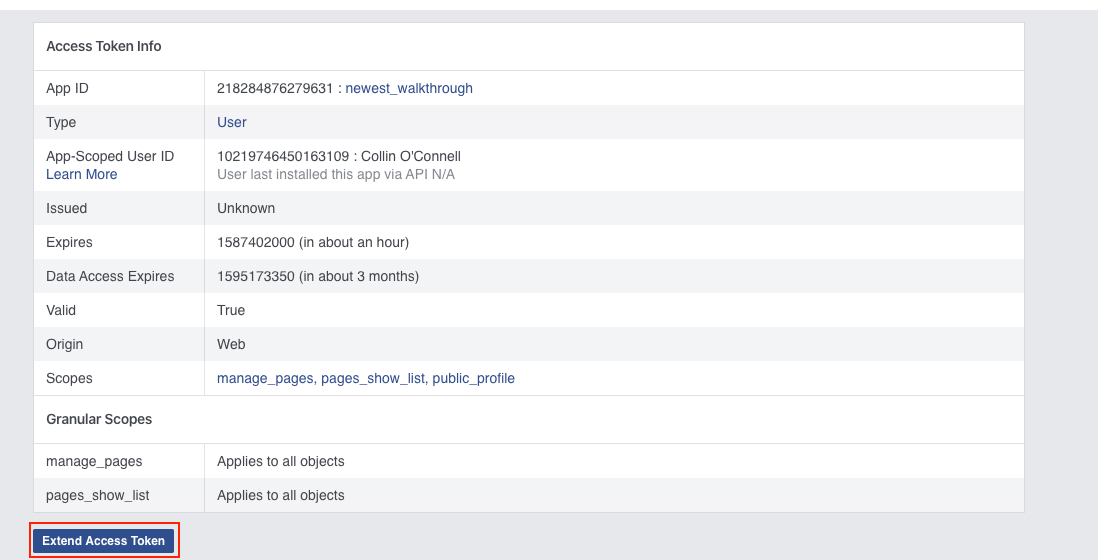 Access Token Info
App ID 218284876279631 : newest_walkthrough
Type User
App-Scoped User ID 10219746450163109 : Collin O'Connell
Learn More User last installed this app via API N/A
Issued Unknown
Expires 1587402000 (in about an hour)
Data Access Expires 1595173350 (in about 3 months)
Valid True
Origin Web
Scopes manage_pages, pages_show_list, public_profile
Granular Scopes
manage_pages Applies to all objects
pages_show_list Applies to all objects
Extend Access Token